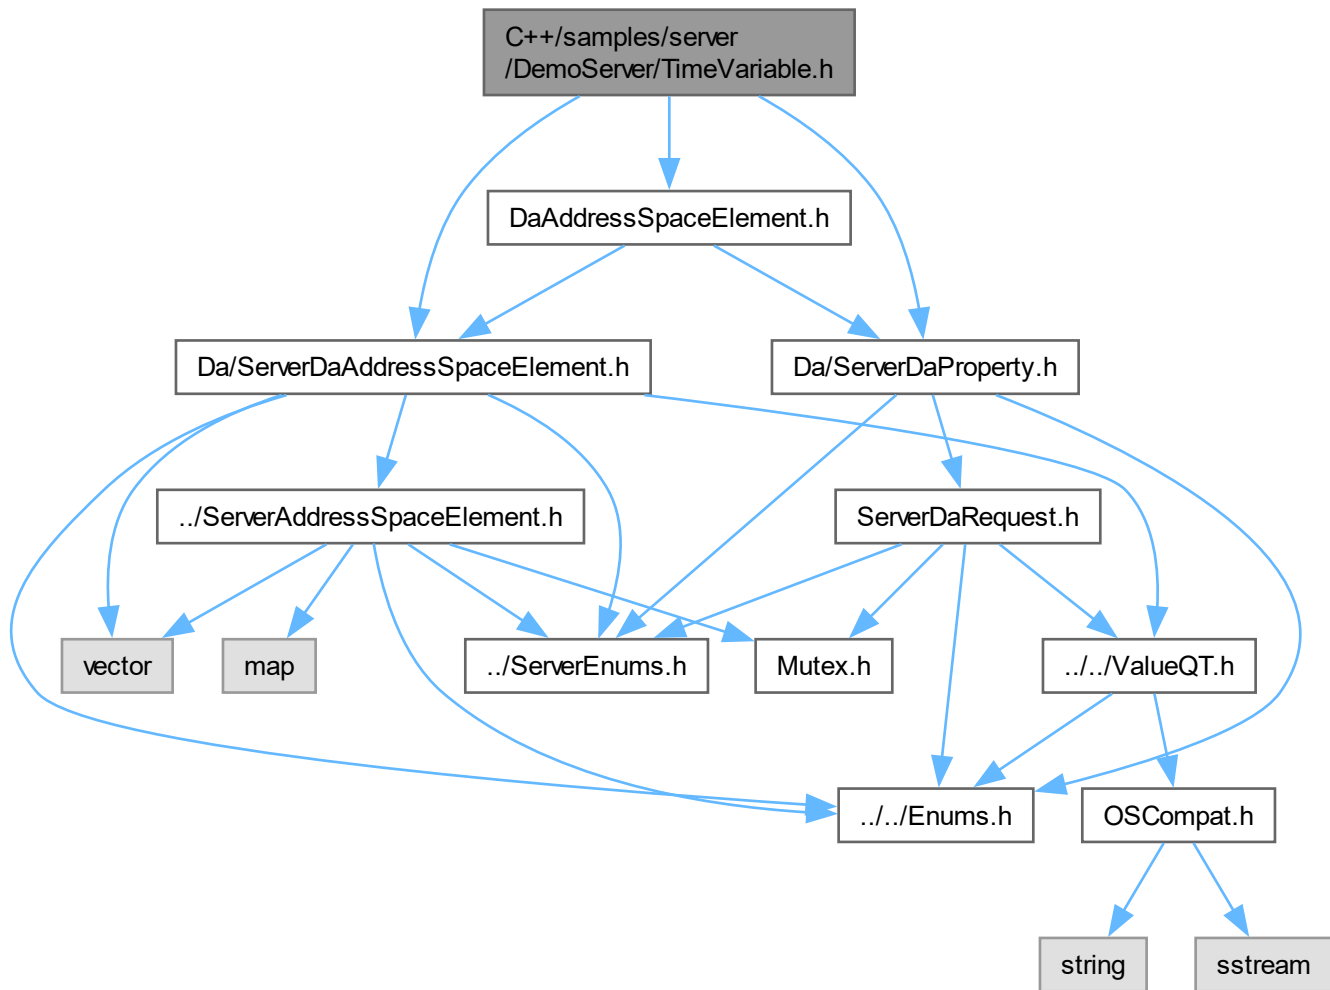 C++/samples/server
/DemoServer/TimeVariable.h
DaAddressSpaceElement.h
Da/ServerDaAddressSpaceElement.h
Da/ServerDaProperty.h
../ServerAddressSpaceElement.h
ServerDaRequest.h
vector
map
../ServerEnums.h
Mutex.h
../../ValueQT.h
../../Enums.h
OSCompat.h
string
sstream